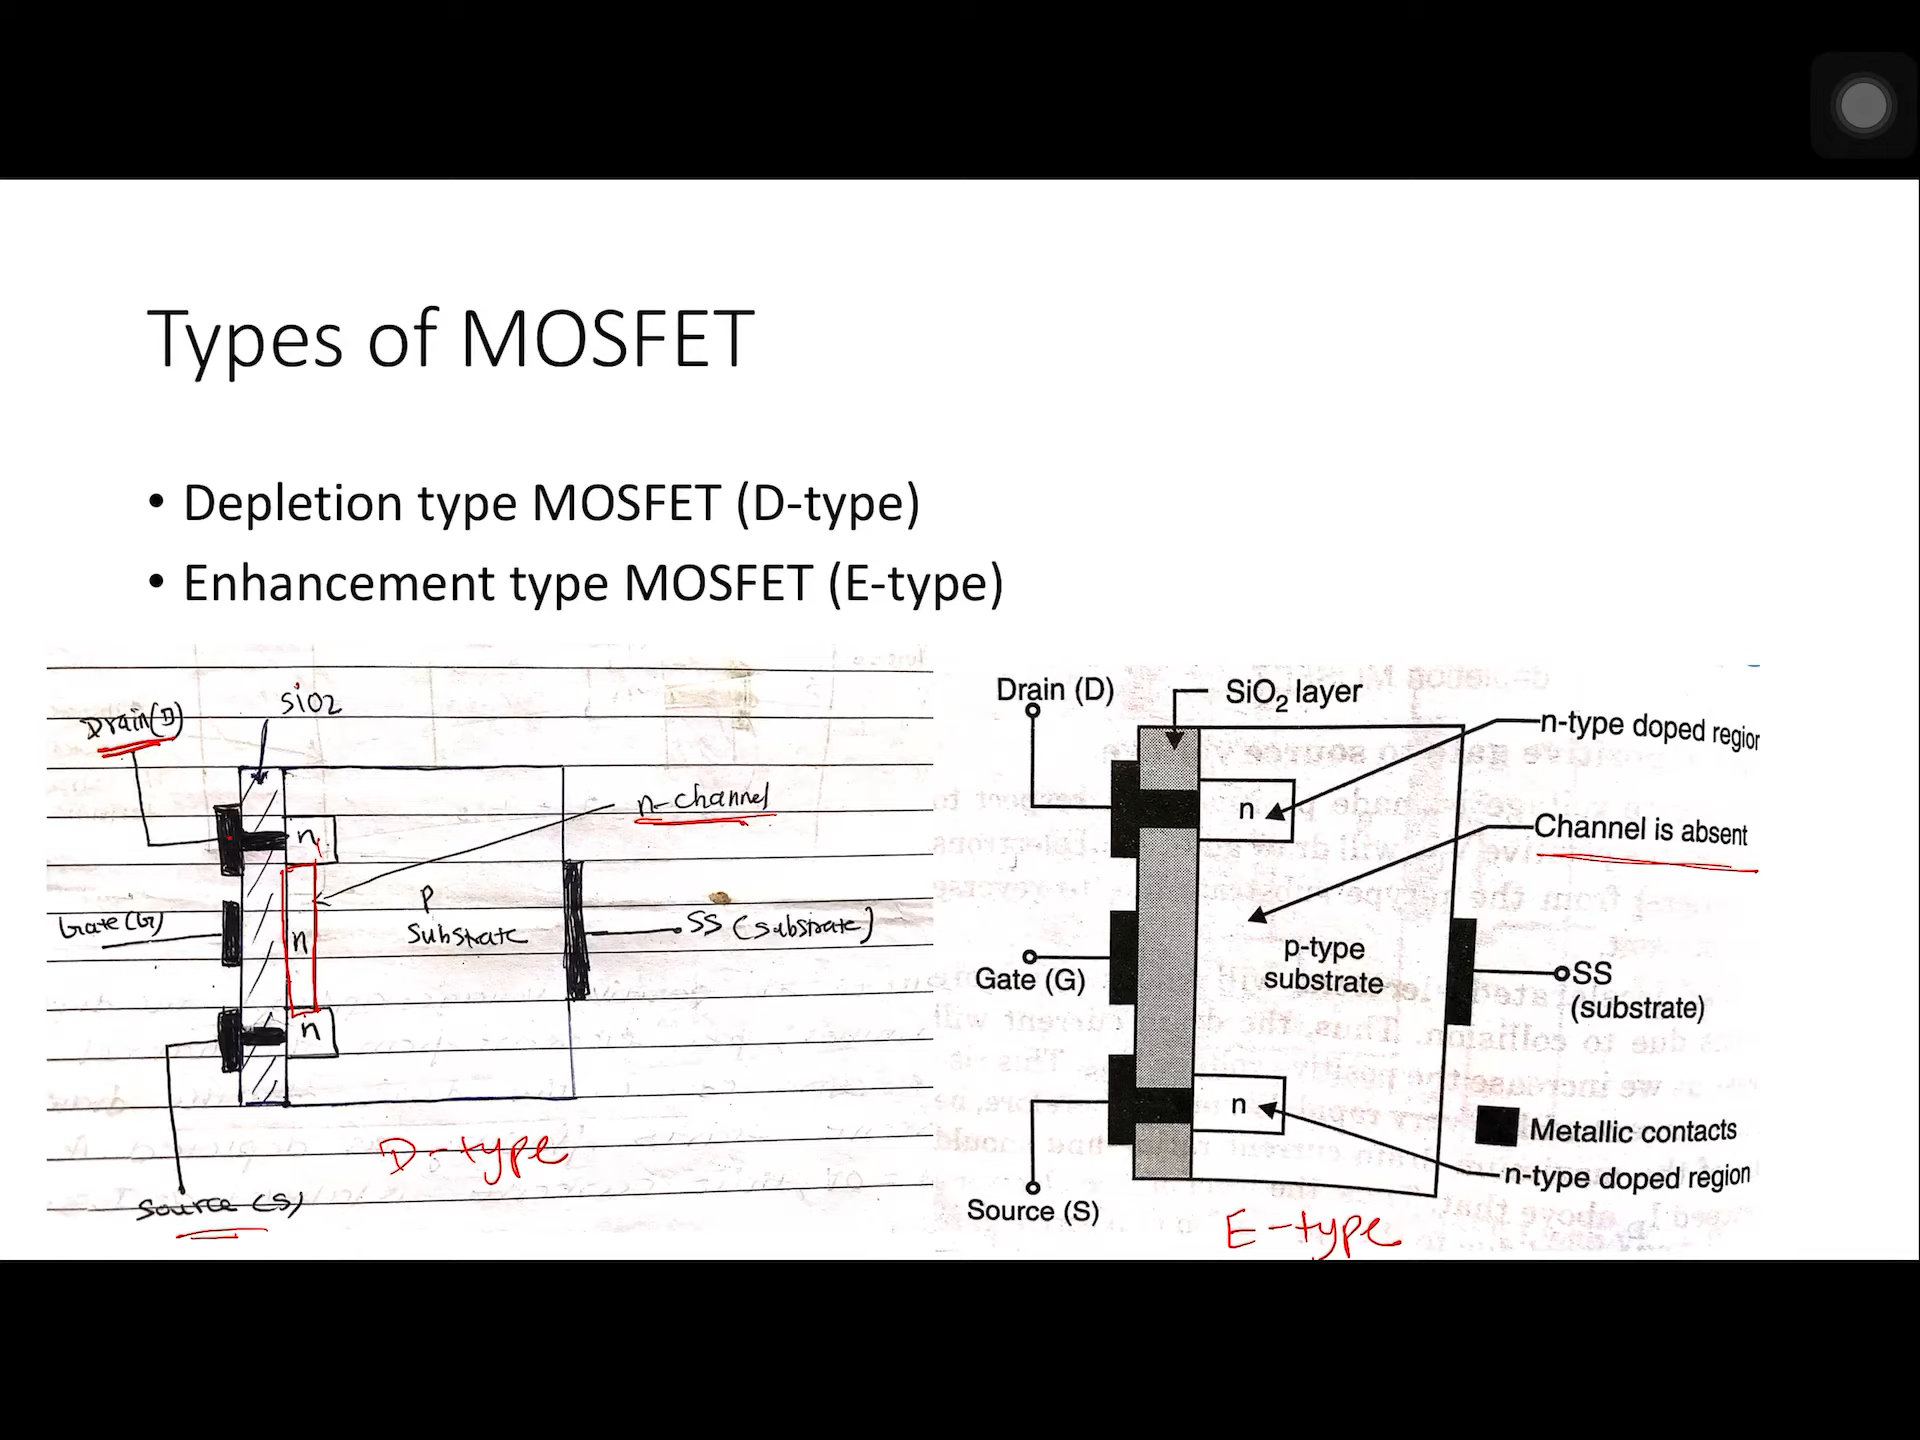 Types of MOSFET
• Depletion type MOSFET (D-type)
• Enhancement type MOSFET (E-type)
Drain(D)
SiO2
n
n-channel
Gate(G)
n
P
Substrate
SS (Substrate)
n
D-type
Source (S)
Drain (D)
SiO2 layer
n-type doped region
n
Channel is absent
p-type
substrate
Gate (G)
SS
(substrate)
n
Metallic contacts
n-type doped region
Source (S)
E-type